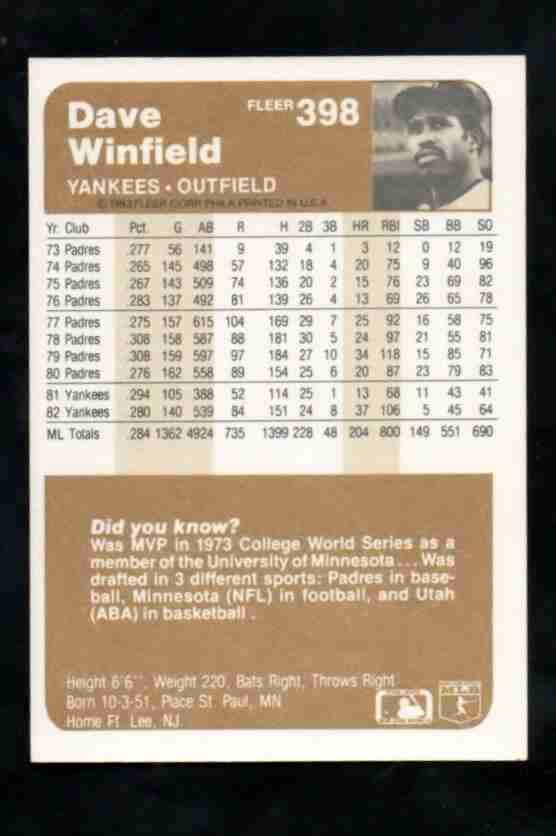 Dave
Winfield
FLEER 398
YANKEES • OUTFIELD
© 1983 FLEER CORP. PHILA. PRINTED IN U.S.A.
Yr. Club Pct. G AB R H 2B 3B HR RBI SB BB SO
73 Padres .277 56 141 9 39 4 1 3 12 0 12 19
74 Padres .265 145 498 57 132 18 4 20 75 9 40 96
75 Padres .267 143 509 74 136 20 2 15 76 23 69 82
76 Padres .283 137 492 81 139 26 4 13 69 26 65 78
77 Padres .275 157 615 104 169 29 7 25 92 16 58 75
78 Padres .308 158 587 88 181 30 5 24 97 21 55 81
79 Padres .308 159 597 97 184 27 10 34 118 15 85 71
80 Padres .276 162 558 89 154 25 6 20 87 23 79 83
81 Yankees .294 105 388 52 114 25 1 13 68 11 43 41
82 Yankees .280 140 539 84 151 24 8 37 106 5 45 64
ML Totals .284 1362 4924 735 1399 228 48 204 800 149 551 690
Did you know?
Was MVP in 1973 College World Series as a
member of the University of Minnesota . . . Was
drafted in 3 different sports: Padres in base-
ball, Minnesota (NFL) in football, and Utah
(ABA) in basketball .
Height 6'6'', Weight 220, Bats Right, Throws Right
Born 10-3-51, Place St. Paul, MN
Home Ft. Lee, NJ